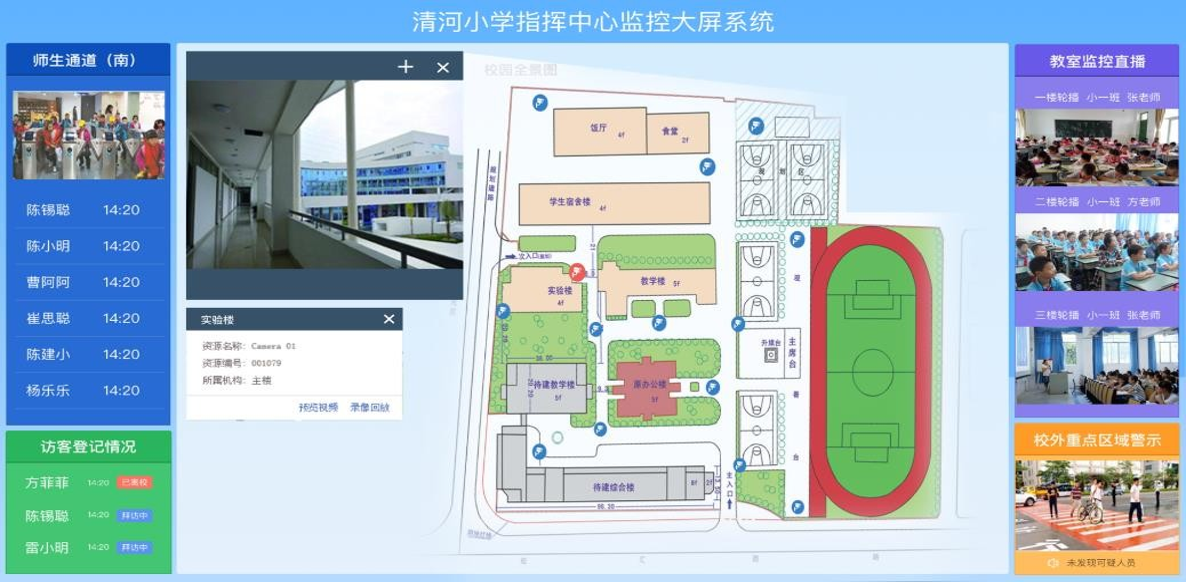 清河小学指挥中心监控大屏系统
师生通道（南）
陈锡聪 14:20
陈小明 14:20
曹阿阿 14:20
崔思聪 14:20
陈建小 14:20
杨乐乐 14:20
访客登记情况
方菲菲 14:20 已离校
陈锡聪 14:20 拜访中
雷小明 14:20 拜访中
校园全景图
实验楼
资源名称: Camera 01
资源编号: 001079
所属机构: 主楼
预览视频 录像回放
饭厅 4f
食堂 2f
学生宿舍楼 4f
规划道路
次入口
实验楼
4f
教学楼 5f
待建教学楼
5f
原办公楼
5f
待建综合楼
6f 2f
98.20
升旗台
主席台
看台
主入口
教室监控直播
一楼轮播 小一班 张老师
二楼轮播 小一班 方老师
三楼轮播 小一班 张老师
校外重点区域警示
未发现可疑人员